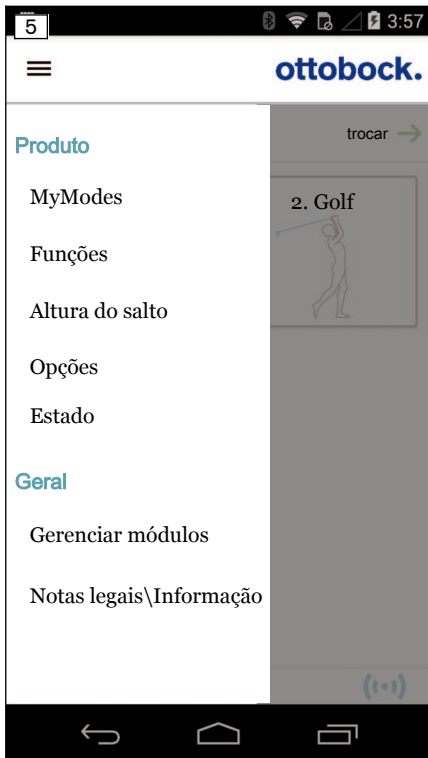 5
3:57
ottobock.
Produto
trocar
MyModes
2. Golf
Funções
Altura do salto
Opções
Estado
Geral
Gerenciar módulos
Notas legais\Informação